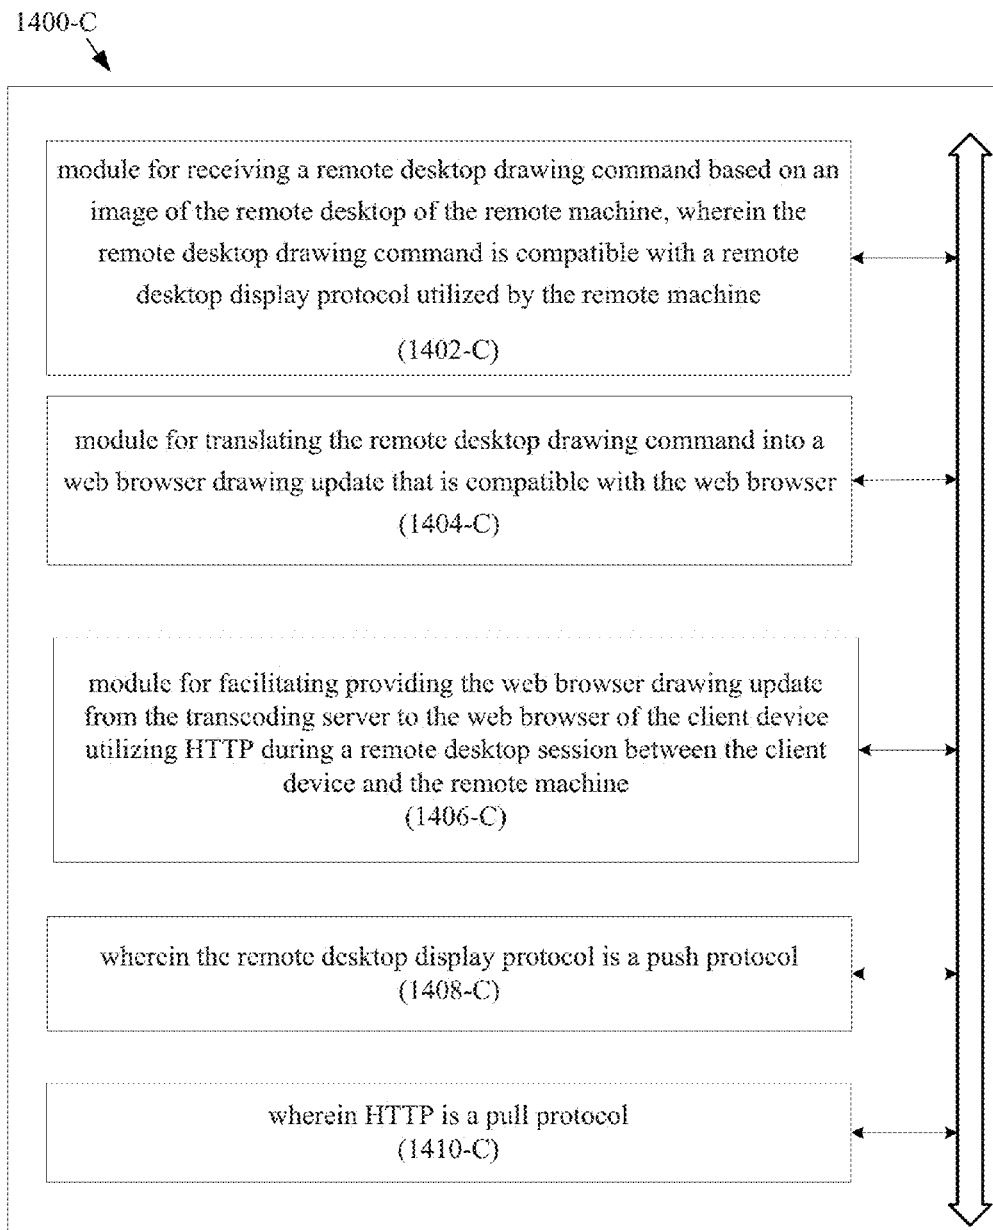 1400-C
module for receiving a remote desktop drawing command based on an
image of the remote desktop of the remote machine, wherein the
remote desktop drawing command is compatible with a remote
desktop display protocol utilized by the remote machine
(1402-C)
module for translating the remote desktop drawing command into a
web browser drawing update that is compatible with the web browser
(1404-C)
module for facilitating providing the web browser drawing update
from the transcoding server to the web browser of the client device
utilizing HTTP during a remote desktop session between the client
device and the remote machine
(1406-C)
wherein the remote desktop display protocol is a push protocol
(1408-C)
wherein HTTP is a pull protocol
(1410-C)